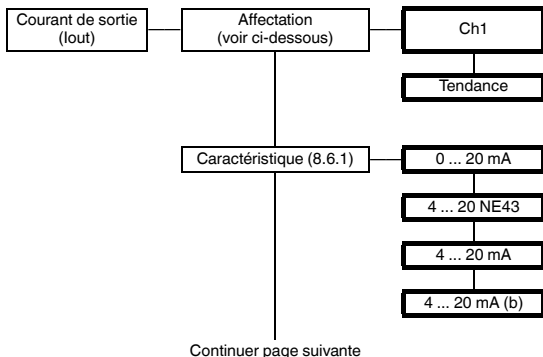 Courant de sortie
(Iout)
Affectation
(voir ci-dessous)
Ch1
Tendance
Caractéristique (8.6.1)
0 ... 20 mA
4 ... 20 NE43
4 ... 20 mA
4 ... 20 mA (b)
Continuer page suivante